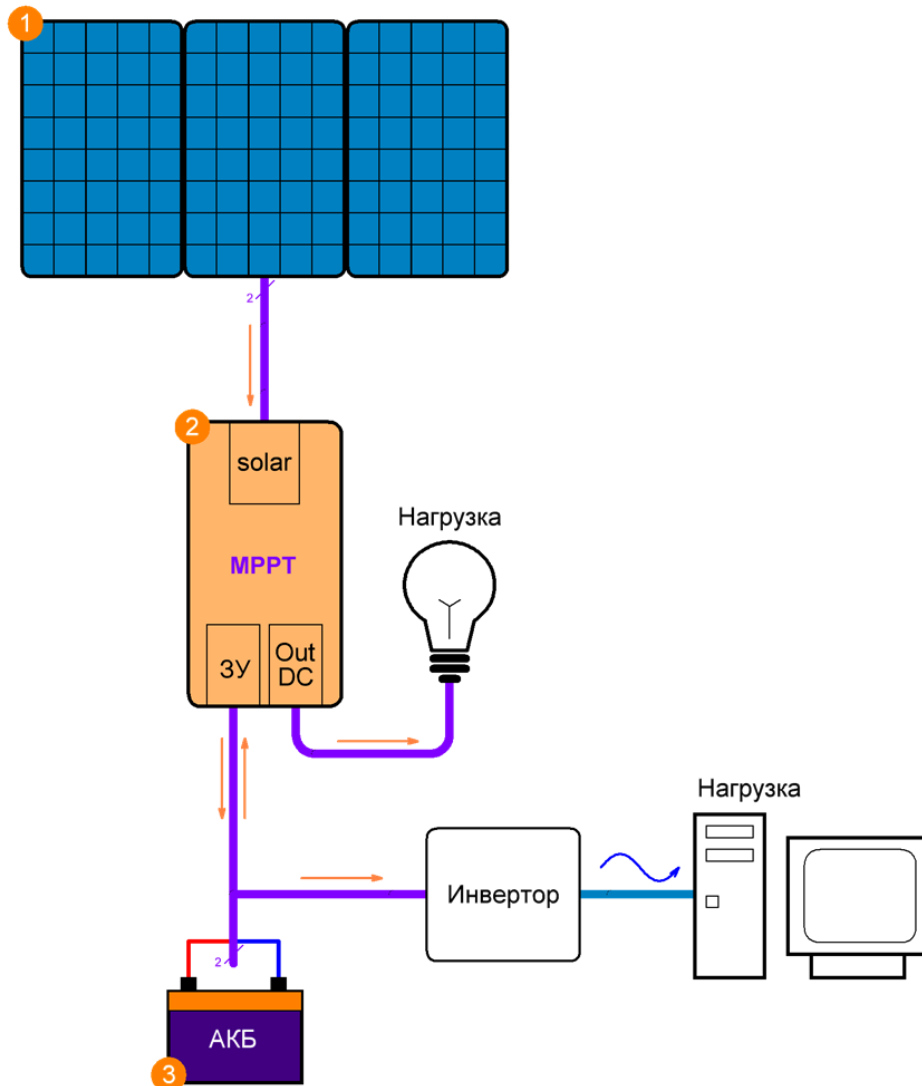 1
2
2
solar
MPPT
Нагрузка
ЗУ
Out
DC
Нагрузка
Инвертор
2
АКБ
3